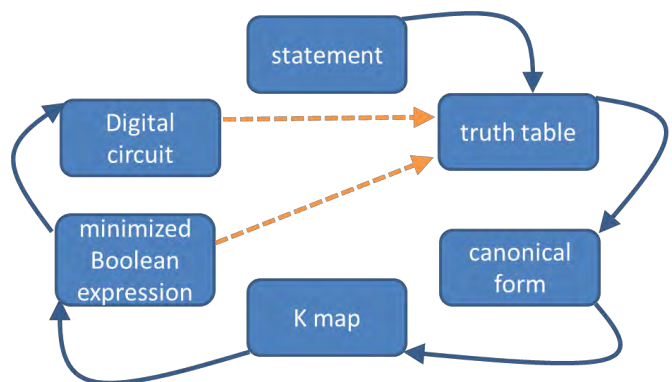 statement
Digital
circuit
truth table
minimized
Boolean
expression
canonical
form
K map